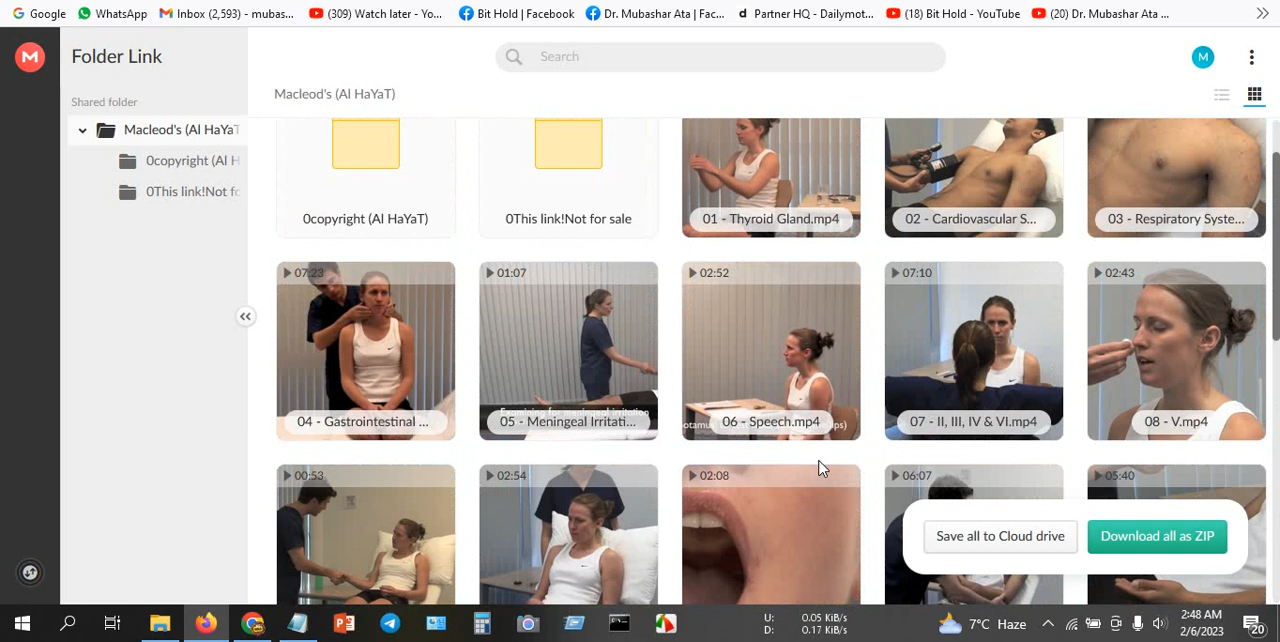 Google
WhatsApp
Inbox (2,593) - mubas...
(309) Watch later - Yo...
Bit Hold | Facebook
Dr. Mubashar Ata | Fac...
Partner HQ - Dailymot...
(18) Bit Hold - YouTube
(20) Dr. Mubashar Ata ...
M
Folder Link
Search
M
Shared folder
Macleod's (Al HaYaT)
Macleod's (Al HaYaT
0copyright (Al H
0This link!Not fo
0copyright (Al HaYaT)
0This link!Not for sale
01 - Thyroid Gland.mp4
02 - Cardiovascular S...
03 - Respiratory Syste...
07:23
01:07
02:52
07:10
02:43
Examining for meningeal irritation
04 - Gastrointestinal ...
05 - Meningeal Irritati...
06 - Speech.mp4
07 - II, III, IV & VI.mp4
08 - V.mp4
00:53
02:54
02:08
06:07
05:40
Save all to Cloud drive
Download all as ZIP
U: 0.05 KiB/s
D: 0.17 KiB/s
7°C Haze
2:48 AM
2/6/2023
20